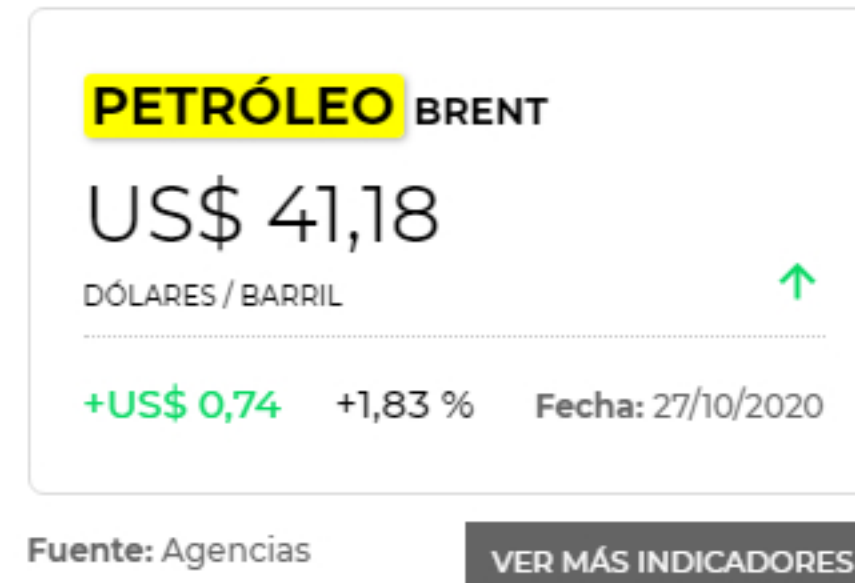 PETRÓLEO BRENT
US$ 41,18
DÓLARES / BARRIL
+US$ 0,74 +1,83 % Fecha: 27/10/2020
Fuente: Agencias
VER MÁS INDICADORES